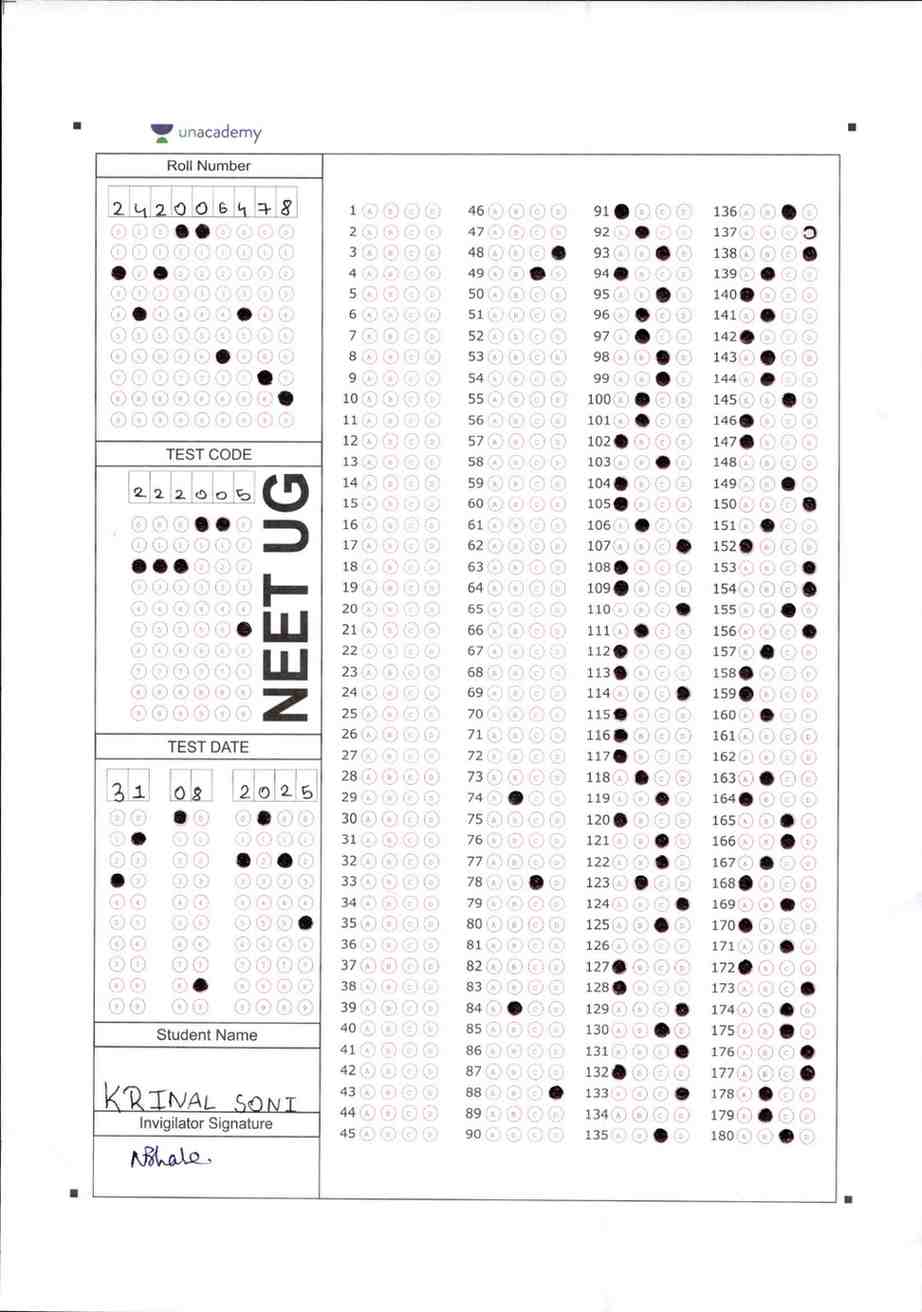 unacademy
Roll Number
2 4 2 0 0 6 4 7 8
TEST CODE
2 2 2 0 0 5
NEET UG
TEST DATE
3 1 0 8 2 0 2 5
Student Name
KRINAL SONI
Invigilator Signature
1 A B C D 46 A B C D 91 B C D 136 A B D
2 A B C D 47 A B C D 92 A C D 137 A B C
3 A B C D 48 A B C 93 A B D 138 A B C
4 A B C D 49 A B D 94 B C D 139 A C D
5 A B C D 50 A B C D 95 A B D 140 B C D
6 A B C D 51 A B C D 96 A C D 141 A C D
7 A B C D 52 A B C D 97 A C D 142 B C D
8 A B C D 53 A B C D 98 A B D 143 A C D
9 A B C D 54 A B C D 99 A B D 144 A C D
10 A B C D 55 A B C D 100 A C D 145 A B D
11 A B C D 56 A B C D 101 A C D 146 B C D
12 A B C D 57 A B C D 102 B C D 147 B C D
13 A B C D 58 A B C D 103 A B D 148 A B C D
14 A B C D 59 A B C D 104 B C D 149 A B D
15 A B C D 60 A B C D 105 B C D 150 A B C
16 A B C D 61 A B C D 106 A C D 151 A C D
17 A B C D 62 A B C D 107 A B C 152 B C D
18 A B C D 63 A B C D 108 B C D 153 A B C
19 A B C D 64 A B C D 109 B C D 154 A B C
20 A B C D 65 A B C D 110 A B C 155 A B D
21 A B C D 66 A B C D 111 A C D 156 A B C
22 A B C D 67 A B C D 112 B C D 157 A C D
23 A B C D 68 A B C D 113 B C D 158 B C D
24 A B C D 69 A B C D 114 A B C 159 B C D
25 A B C D 70 A B C D 115 B C D 160 A C D
26 A B C D 71 A B C D 116 B C D 161 A B C D
27 A B C D 72 A B C D 117 B C D 162 A B C D
28 A B C D 73 A B C D 118 A C D 163 A C D
29 A B C D 74 A C D 119 A B D 164 B C D
30 A B C D 75 A B C D 120 B C D 165 A B D
31 A B C D 76 A B C D 121 A B D 166 A B D
32 A B C D 77 A B C D 122 A B D 167 A C D
33 A B C D 78 A B D 123 A C D 168 B C D
34 A B C D 79 A B C D 124 A B C 169 A B D
35 A B C D 80 A B C D 125 A B D 170 B C D
36 A B C D 81 A B C D 126 A B C D 171 A B D
37 A B C D 82 A B C D 127 B C D 172 B C D
38 A B C D 83 A B C D 128 B C D 173 A B C
39 A B C D 84 A C D 129 A B C 174 A B D
40 A B C D 85 A B C D 130 A B D 175 A B D
41 A B C D 86 A B C D 131 A B C 176 A B C
42 A B C D 87 A B C D 132 B C D 177 A B C
43 A B C D 88 A B C 133 A B C 178 A C D
44 A B C D 89 A B C D 134 A B C D 179 A C D
45 A B C D 90 A B C D 135 A B D 180 A B D